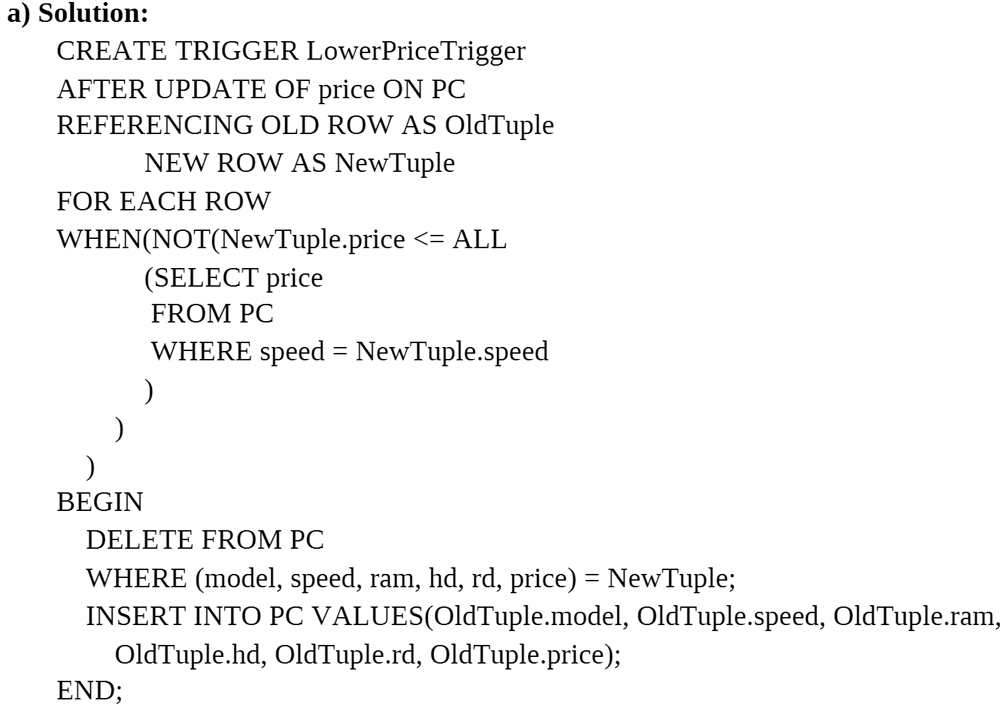 a) Solution:
CREATE TRIGGER LowerPriceTrigger
AFTER UPDATE OF price ON PC
REFERENCING OLD ROW AS OldTuple
NEW ROW AS NewTuple
FOR EACH ROW
WHEN(NOT(NewTuple.price <= ALL
(SELECT price
FROM PC
WHERE speed = NewTuple.speed
)
)
)
BEGIN
DELETE FROM PC
WHERE (model, speed, ram, hd, rd, price) = NewTuple;
INSERT INTO PC VALUES(OldTuple.model, OldTuple.speed, OldTuple.ram,
OldTuple.hd, OldTuple.rd, OldTuple.price);
END;